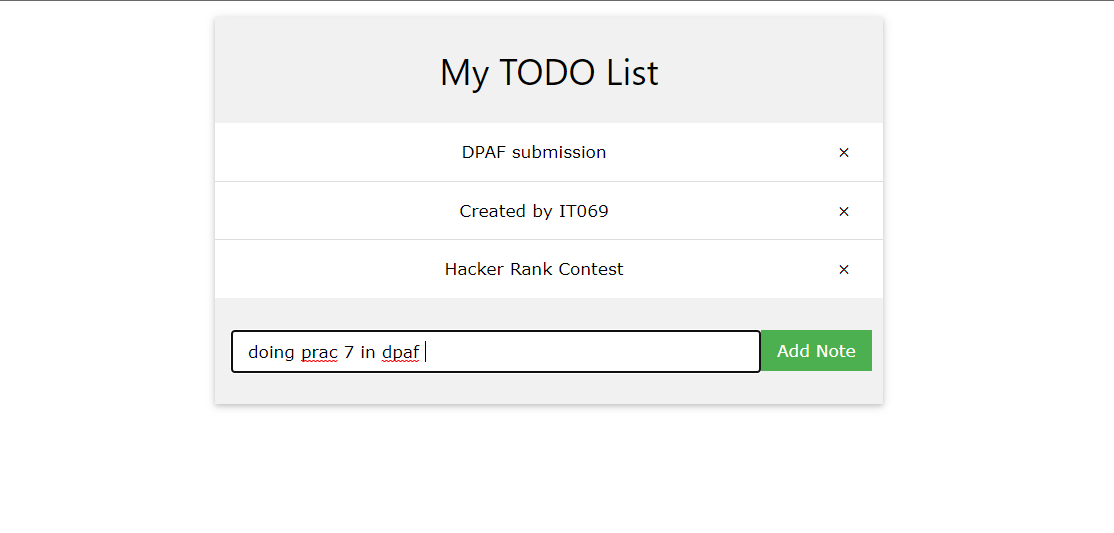 My TODO List
DPAF submission ×
Created by IT069 ×
Hacker Rank Contest ×
doing prac 7 in dpaf Add Note